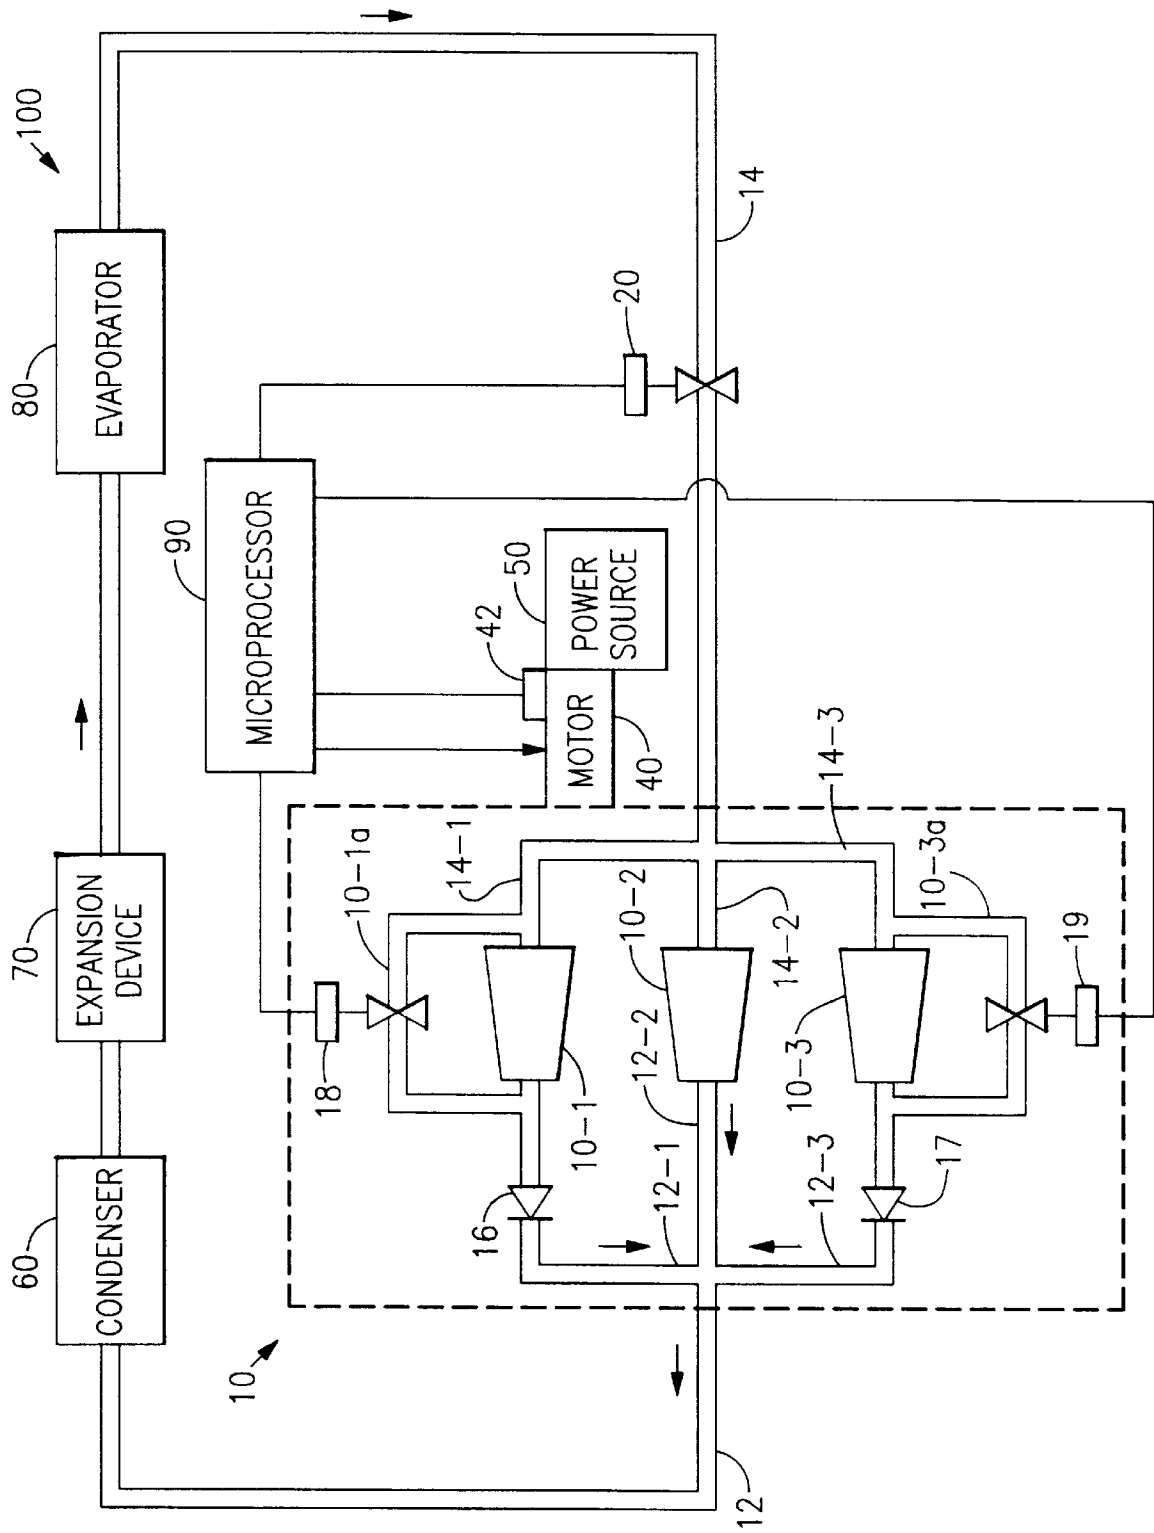 100
80
EVAPORATOR
70
EXPANSION
DEVICE
60
CONDENSER
90
MICROPROCESSOR
20
14
50
POWER
SOURCE
42
MOTOR
40
10
18
10-1a
14-1
10-1
16
12-1
12-2
10-2
14-2
14-3
10-3
10-3a
19
12-3
17
12